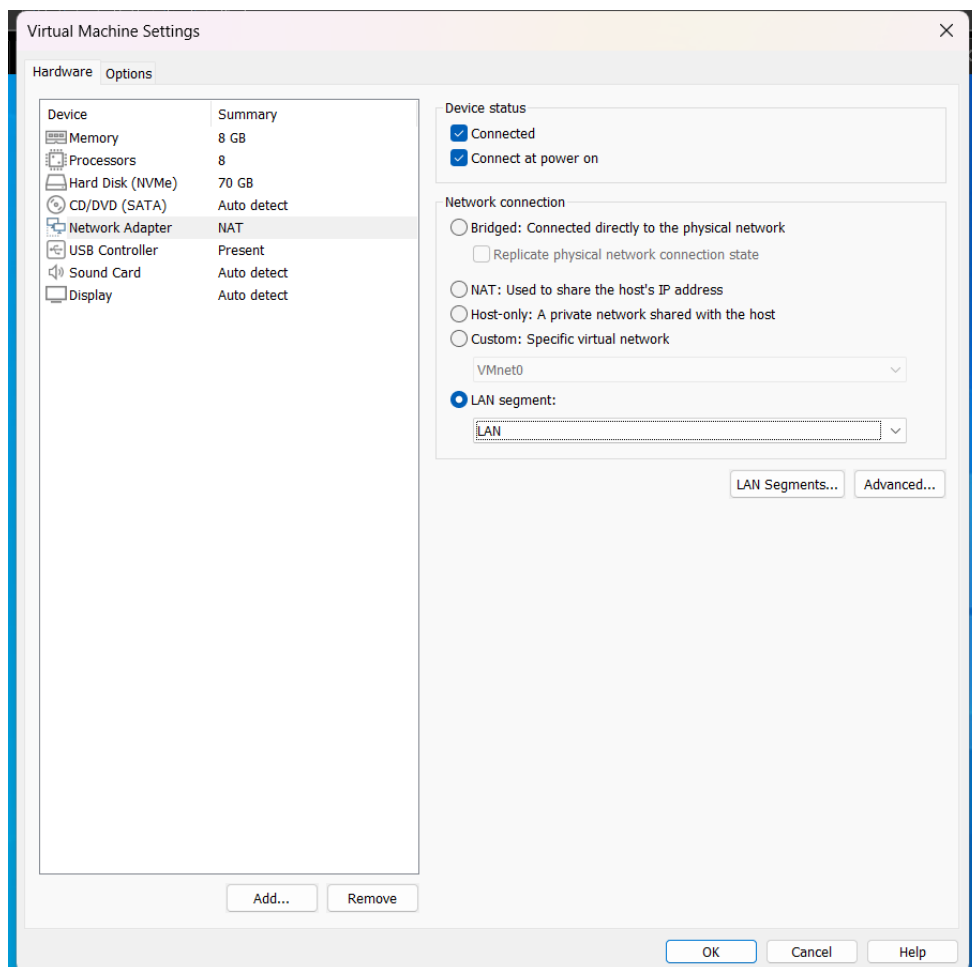 Virtual Machine Settings
Hardware Options
Device Summary
Memory 8 GB
Processors 8
Hard Disk (NVMe) 70 GB
CD/DVD (SATA) Auto detect
Network Adapter NAT
USB Controller Present
Sound Card Auto detect
Display Auto detect
Add... Remove
Device status
Connected
Connect at power on
Network connection
Bridged: Connected directly to the physical network
Replicate physical network connection state
NAT: Used to share the host's IP address
Host-only: A private network shared with the host
Custom: Specific virtual network
VMnet0
LAN segment:
LAN
LAN Segments... Advanced...
OK Cancel Help